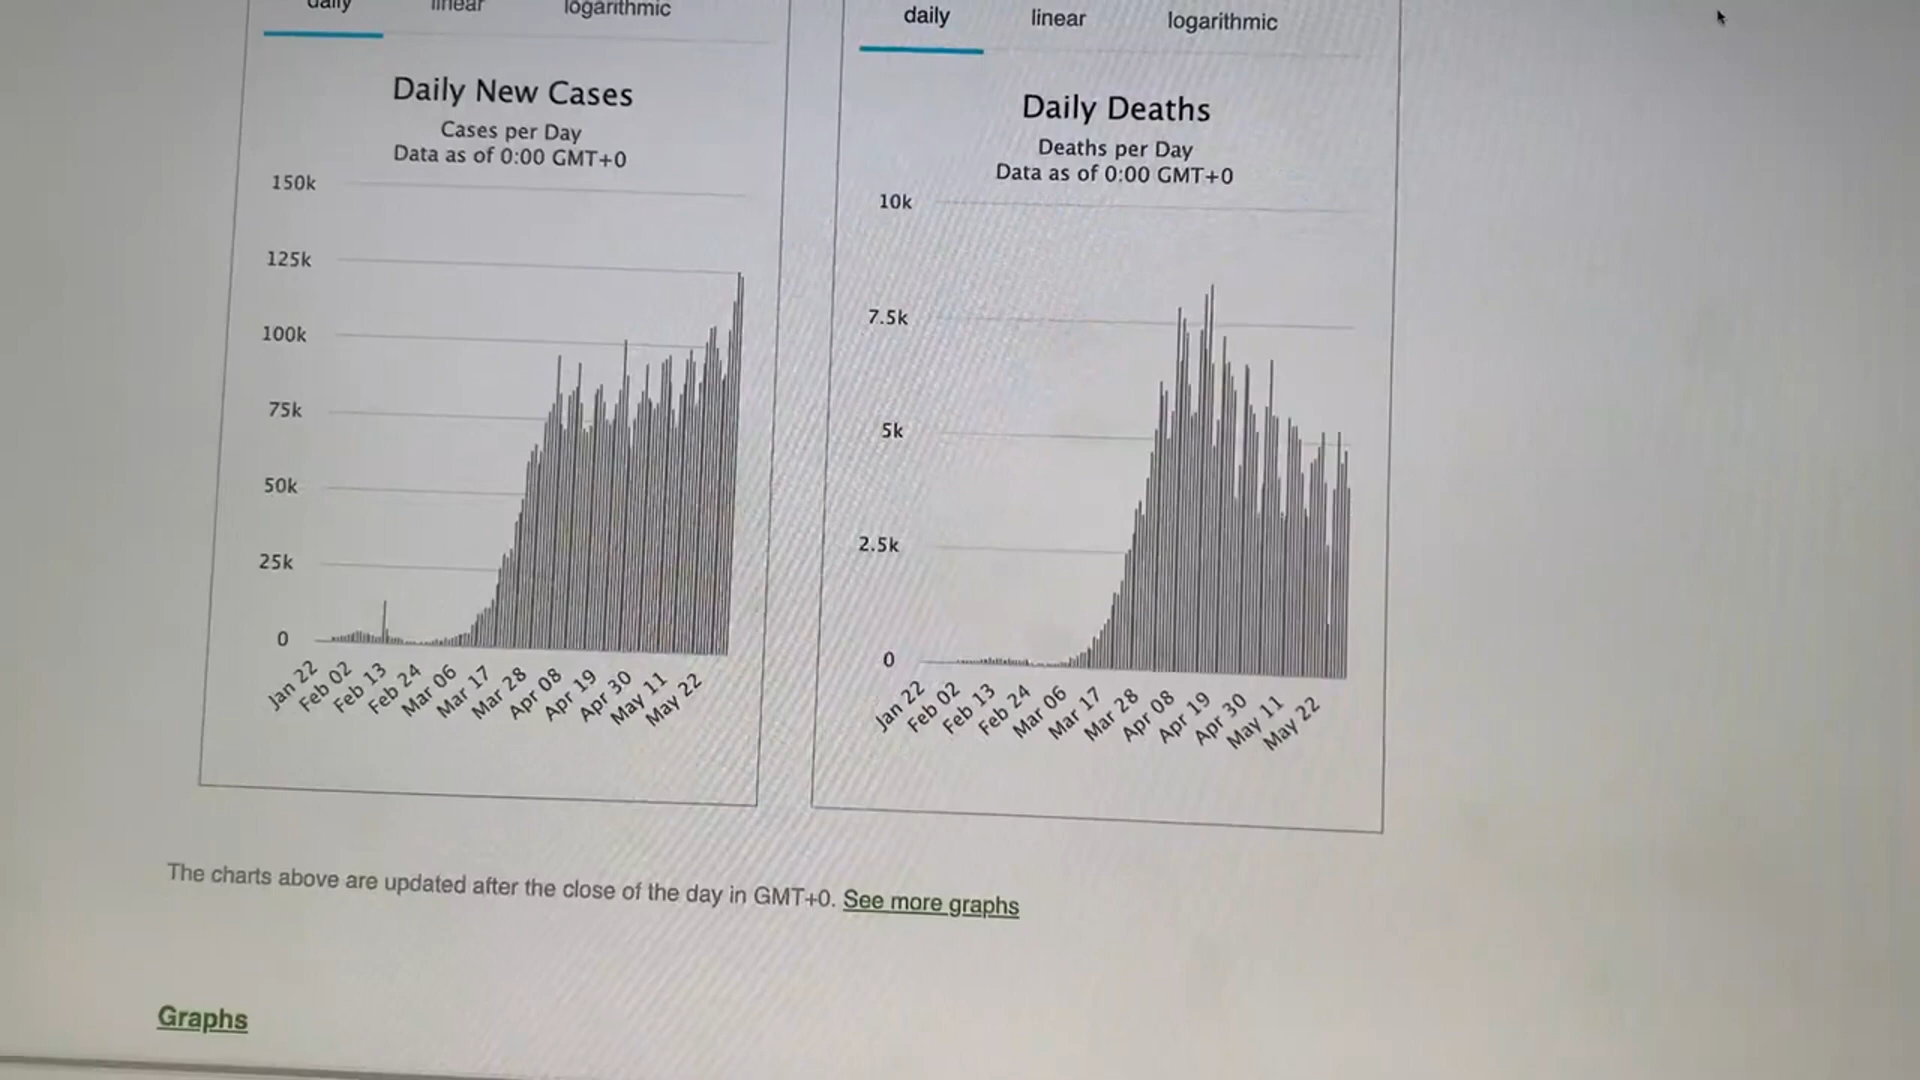 daily linear logarithmic
Daily New Cases
Cases per Day
Data as of 0:00 GMT+0
150k
125k
100k
75k
50k
25k
0
Jan 22
Feb 02
Feb 13
Feb 24
Mar 06
Mar 17
Mar 28
Apr 08
Apr 19
Apr 30
May 11
May 22
daily linear logarithmic
Daily Deaths
Deaths per Day
Data as of 0:00 GMT+0
10k
7.5k
5k
2.5k
0
Jan 22
Feb 02
Feb 13
Feb 24
Mar 06
Mar 17
Mar 28
Apr 08
Apr 19
Apr 30
May 11
May 22
The charts above are updated after the close of the day in GMT+0. See more graphs
Graphs